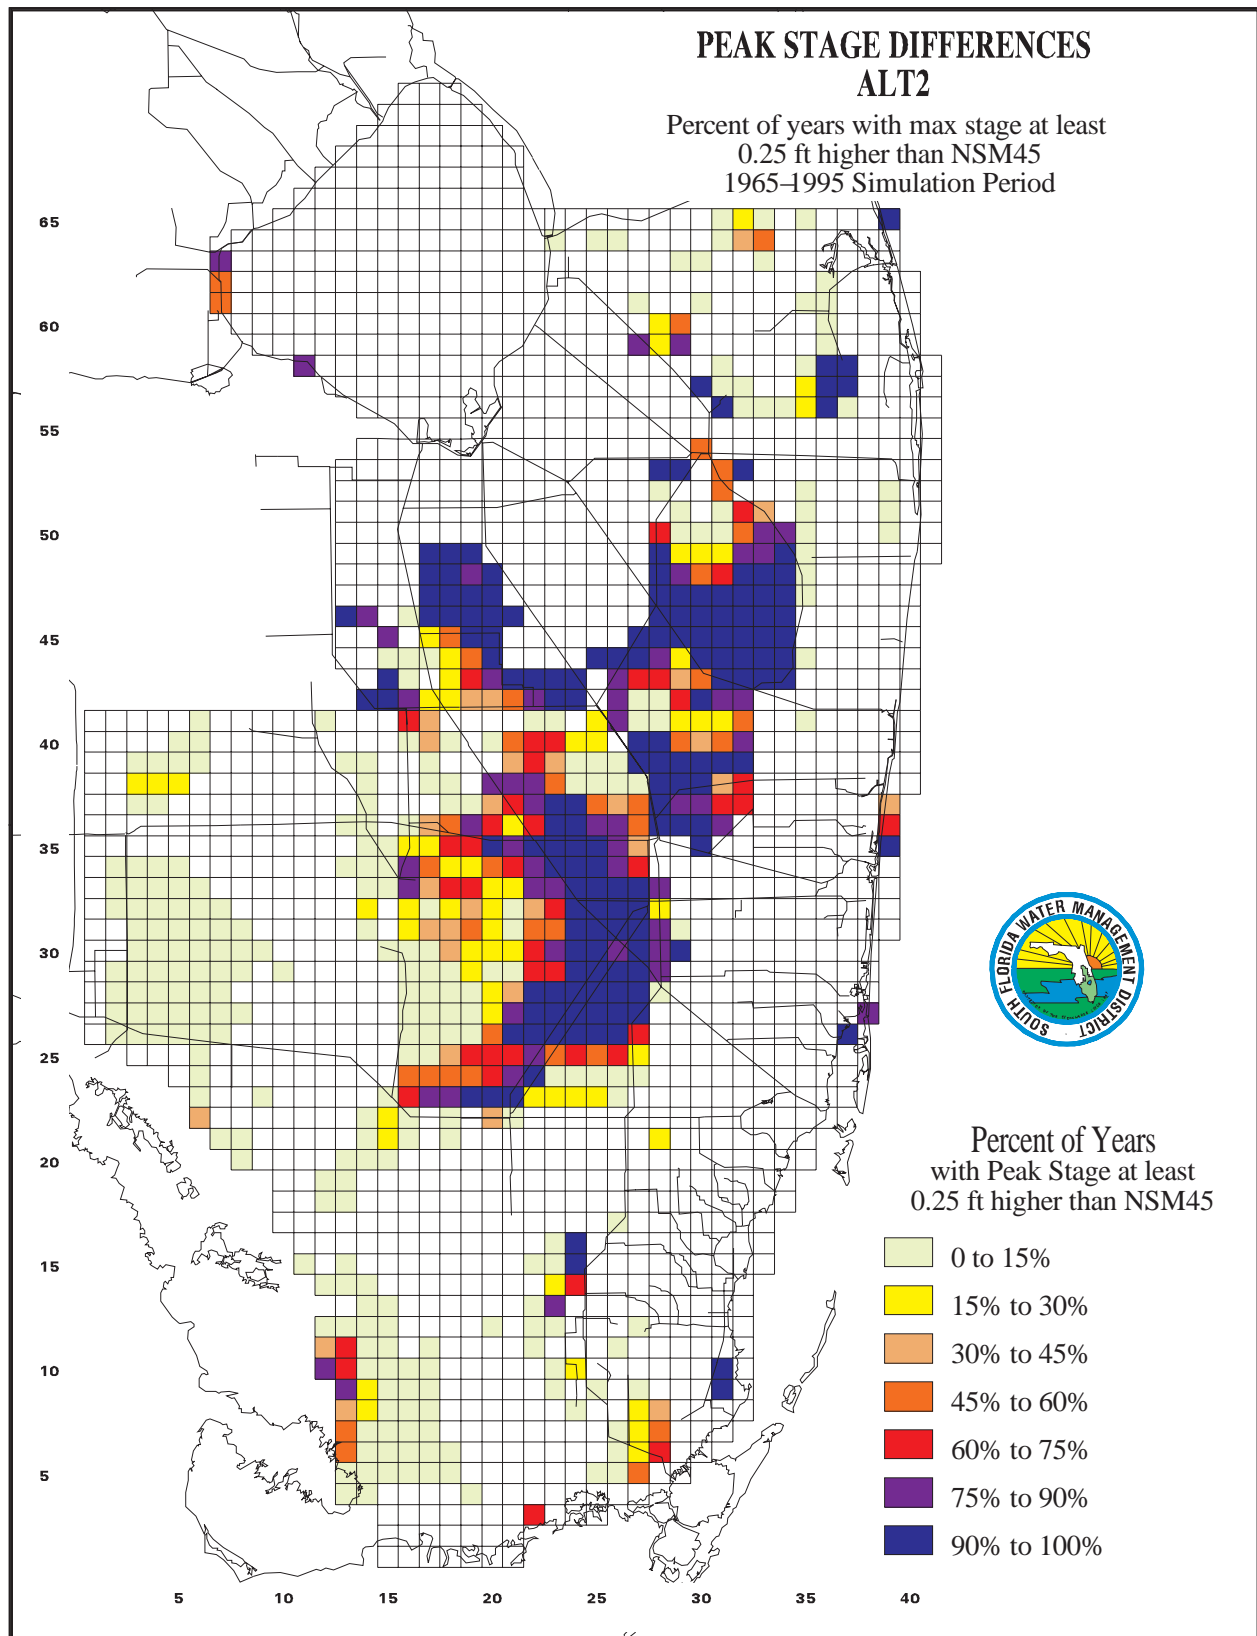 PEAK STAGE DIFFERENCES
ALT2
Percent of years with max stage at least
0.25 ft higher than NSM45
1965–1995 Simulation Period
65
60
55
50
45
40
35
30
25
20
15
10
5
5 10 15 20 25 30 35 40
SOUTH FLORIDA WATER MANAGEMENT DISTRICT
Percent of Years
with Peak Stage at least
0.25 ft higher than NSM45
0 to 15%
15% to 30%
30% to 45%
45% to 60%
60% to 75%
75% to 90%
90% to 100%